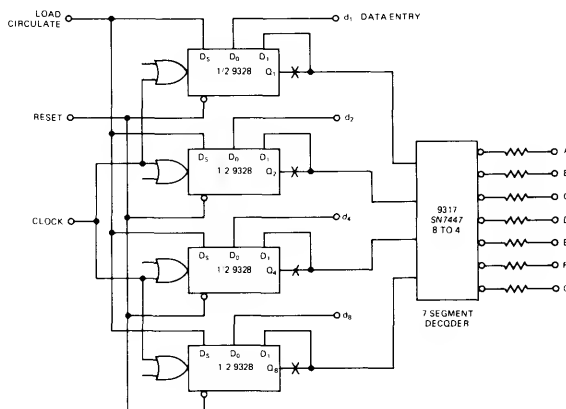 LOAD
CIRCULATE
d1 DATA ENTRY
DS D0 D1
1/2 9328 Q1
RESET
d2
DS D0 D1
1/2 9328 Q2
CLOCK
d4
DS D0 D1
1/2 9328 Q4
d8
DS D0 D1
1/2 9328 Q8
9317
SN7447
8 TO 4
7 SEGMENT
DECODER
D